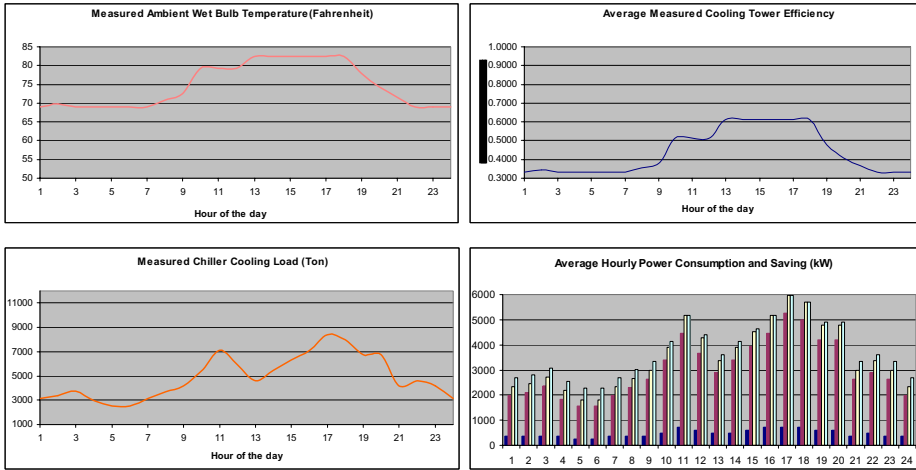 Measured Ambient Wet Bulb Temperature(Fahrenheit)
85
80
75
70
65
60
55
50
1 3 5 7 9 11 13 15 17 19 21 23
Hour of the day
Average Measured Cooling Tower Efficiency
1.0000
0.9000
0.8000
0.7000
0.6000
0.5000
0.4000
0.3000
1 3 5 7 9 11 13 15 17 19 21 23
Hour of the day
Measured Chiller Cooling Load (Ton)
11000
9000
7000
5000
3000
1000
1 3 5 7 9 11 13 15 17 19 21 23
Hour of the day
Average Hourly Power Consumption and Saving (kW)
6000
5000
4000
3000
2000
1000
0
1 2 3 4 5 6 7 8 9 10 11 12 13 14 15 16 17 18 19 20 21 22 23 24